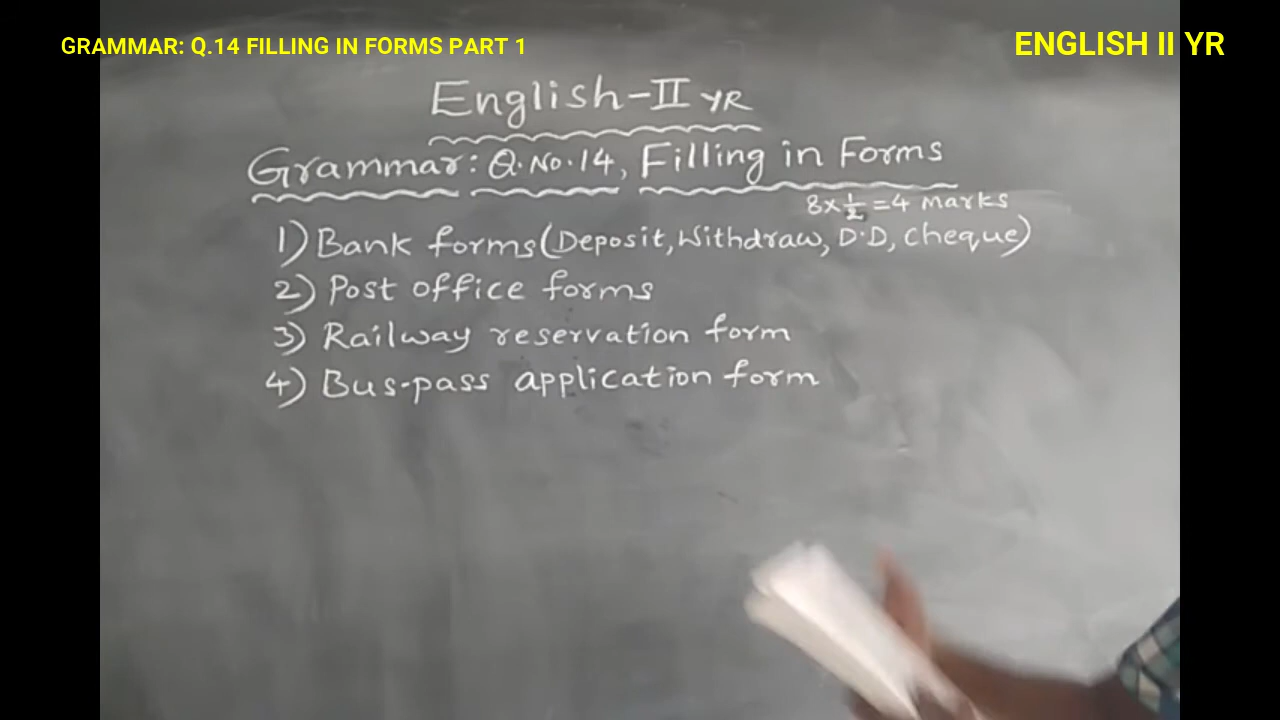 GRAMMAR: Q.14 FILLING IN FORMS PART 1
ENGLISH II YR
English-II YR
Grammar: Q.No.14, Filling in Forms
8x1/2=4 Marks
1) Bank forms(Deposit, Withdraw, D.D, Cheque)
2) Post office forms
3) Railway reservation form
4) Bus-pass application form